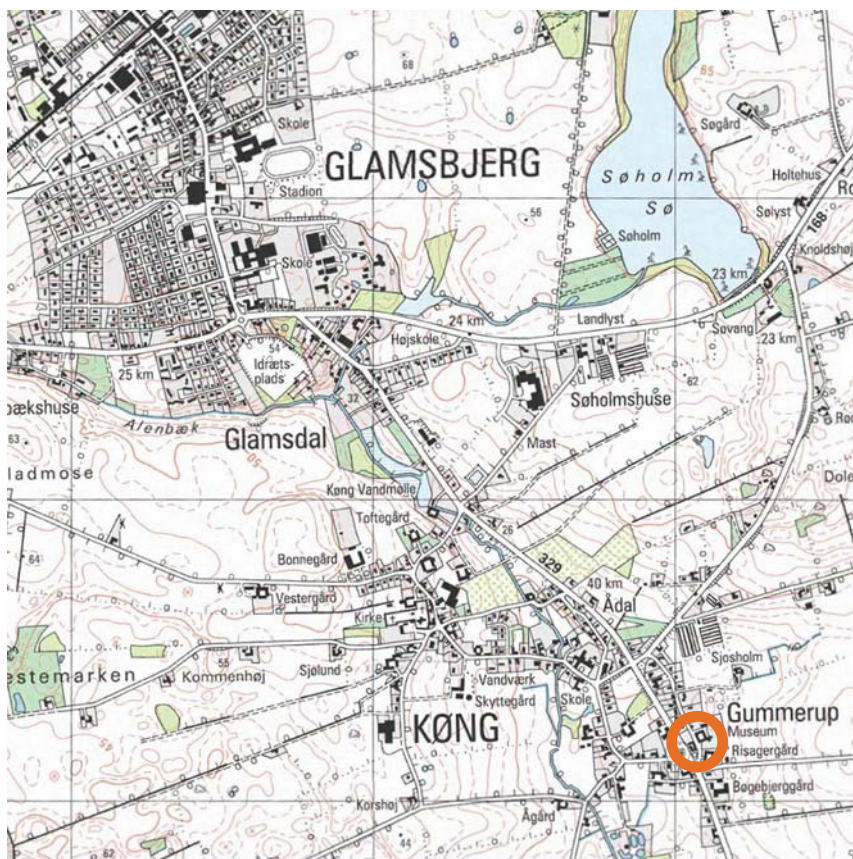 68
65
Skole
Søgård
GLAMSBJERG
Søholm
Sø
Holtehus
Stadion
Sølyst
168
56
Søholm
Knoldshøj
Skole
23 km
24 km
Landlyst
Højskole
Søvang
23 km
54
Idræts-
plads
25 km
32
62
Søholmshuse
bækshuse
Alenbæk
Glamsdal
63
50
Mast
ladmose
Køng Vandmølle
Dole
Toftegård
26
Bonnegård
329
64
40 km
Vestergård
Ådal
Kirke
Sjosholm
estemarken
55
Kommenhøj
Sjølund
Vandværk
Skyttegård
Skole
KØNG
Gummerup
Museum
Risagergård
45
Bøgebjerggård
Korshøj
Ågård
44
62